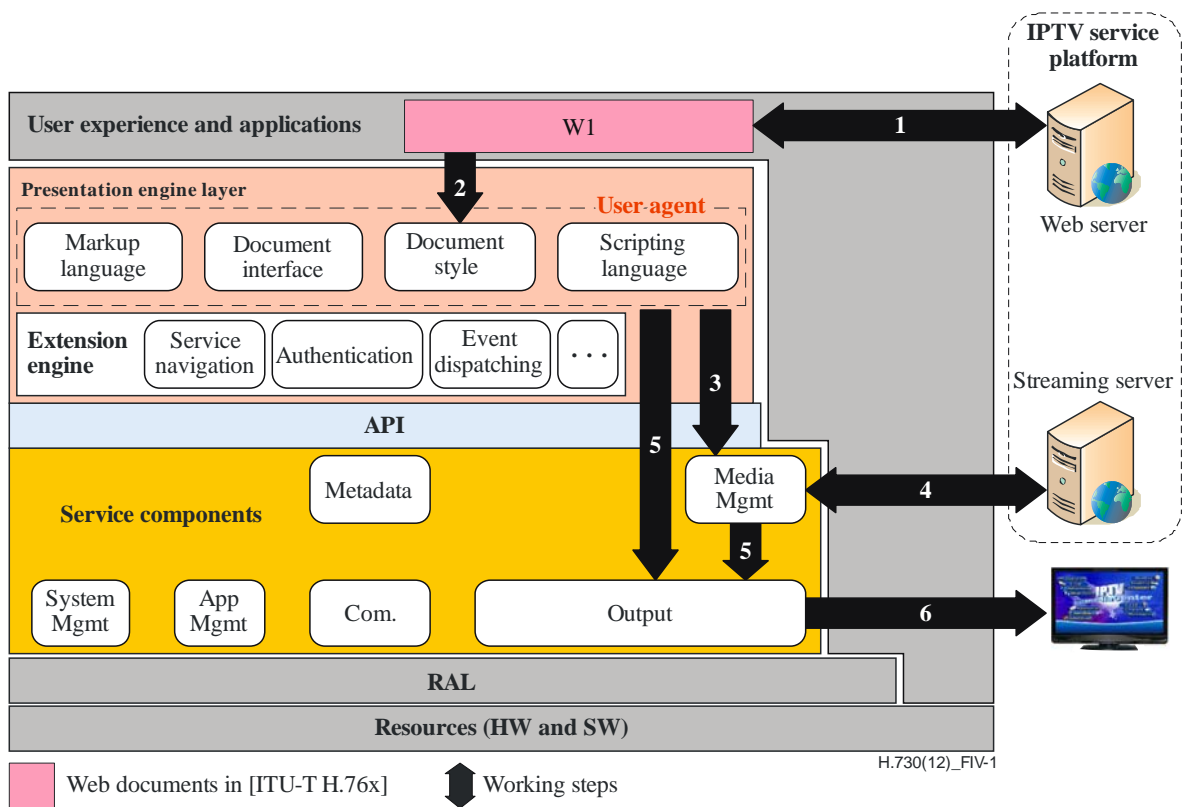 IPTV service
platform
User experience and applications
W1
1
Web server
Presentation engine layer
2
User agent
Markup
language
Document
interface
Document
style
Scripting
language
Extension
engine
Service
navigation
Authentication
Event
dispatching
. . .
3
Streaming server
API
5
Service components
Metadata
Media
Mgmt
4
5
System
Mgmt
App
Mgmt
Com.
Output
6
IPTV
RAL
Resources (HW and SW)
H.730(12)_FIV-1
Web documents in [ITU-T H.76x]
Working steps